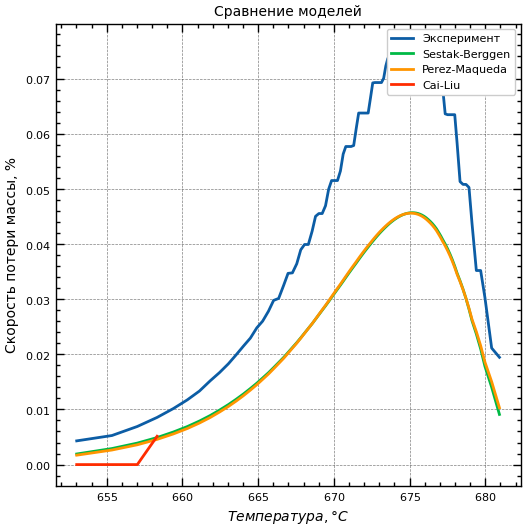 Сравнение моделей
Эксперимент
Sestak-Berggen
Perez-Maqueda
Cai-Liu
Скорость потери массы, %
0.07
0.06
0.05
0.04
0.03
0.02
0.01
0.00
655 660 665 670 675 680
Температура, °C